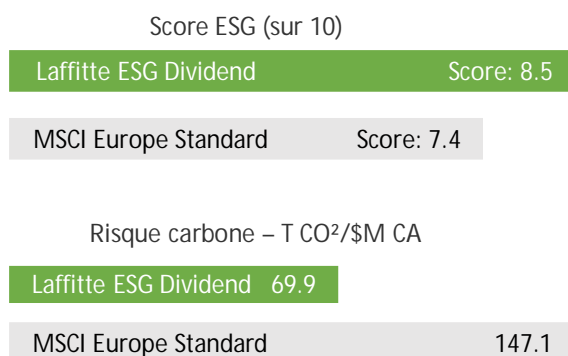 Score ESG (sur 10)
Laffitte ESG Dividend Score: 8.5
MSCI Europe Standard Score: 7.4
Risque carbone – T CO²/$M CA
Laffitte ESG Dividend 69.9
MSCI Europe Standard 147.1